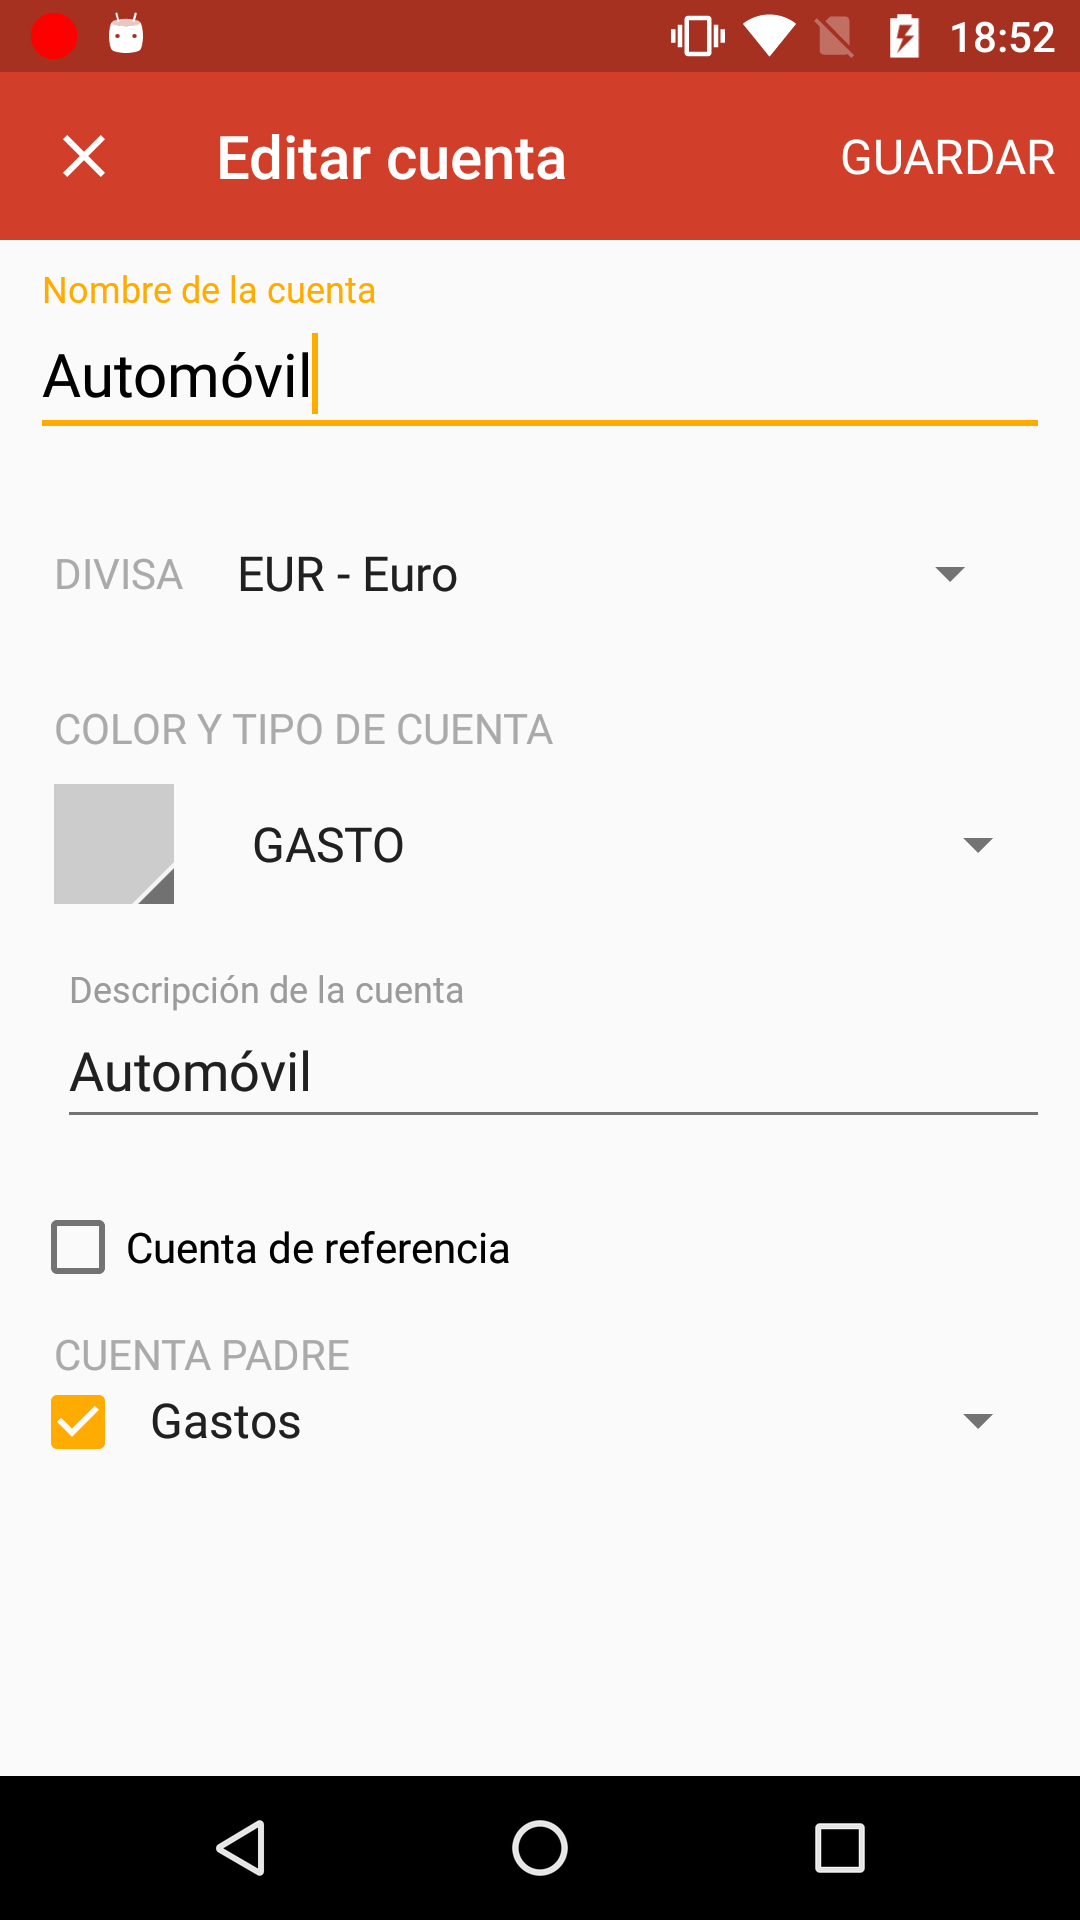 18:52
Editar cuenta
GUARDAR
Nombre de la cuenta
Automóvil
DIVISA EUR - Euro
COLOR Y TIPO DE CUENTA
GASTO
Descripción de la cuenta
Automóvil
Cuenta de referencia
CUENTA PADRE
Gastos